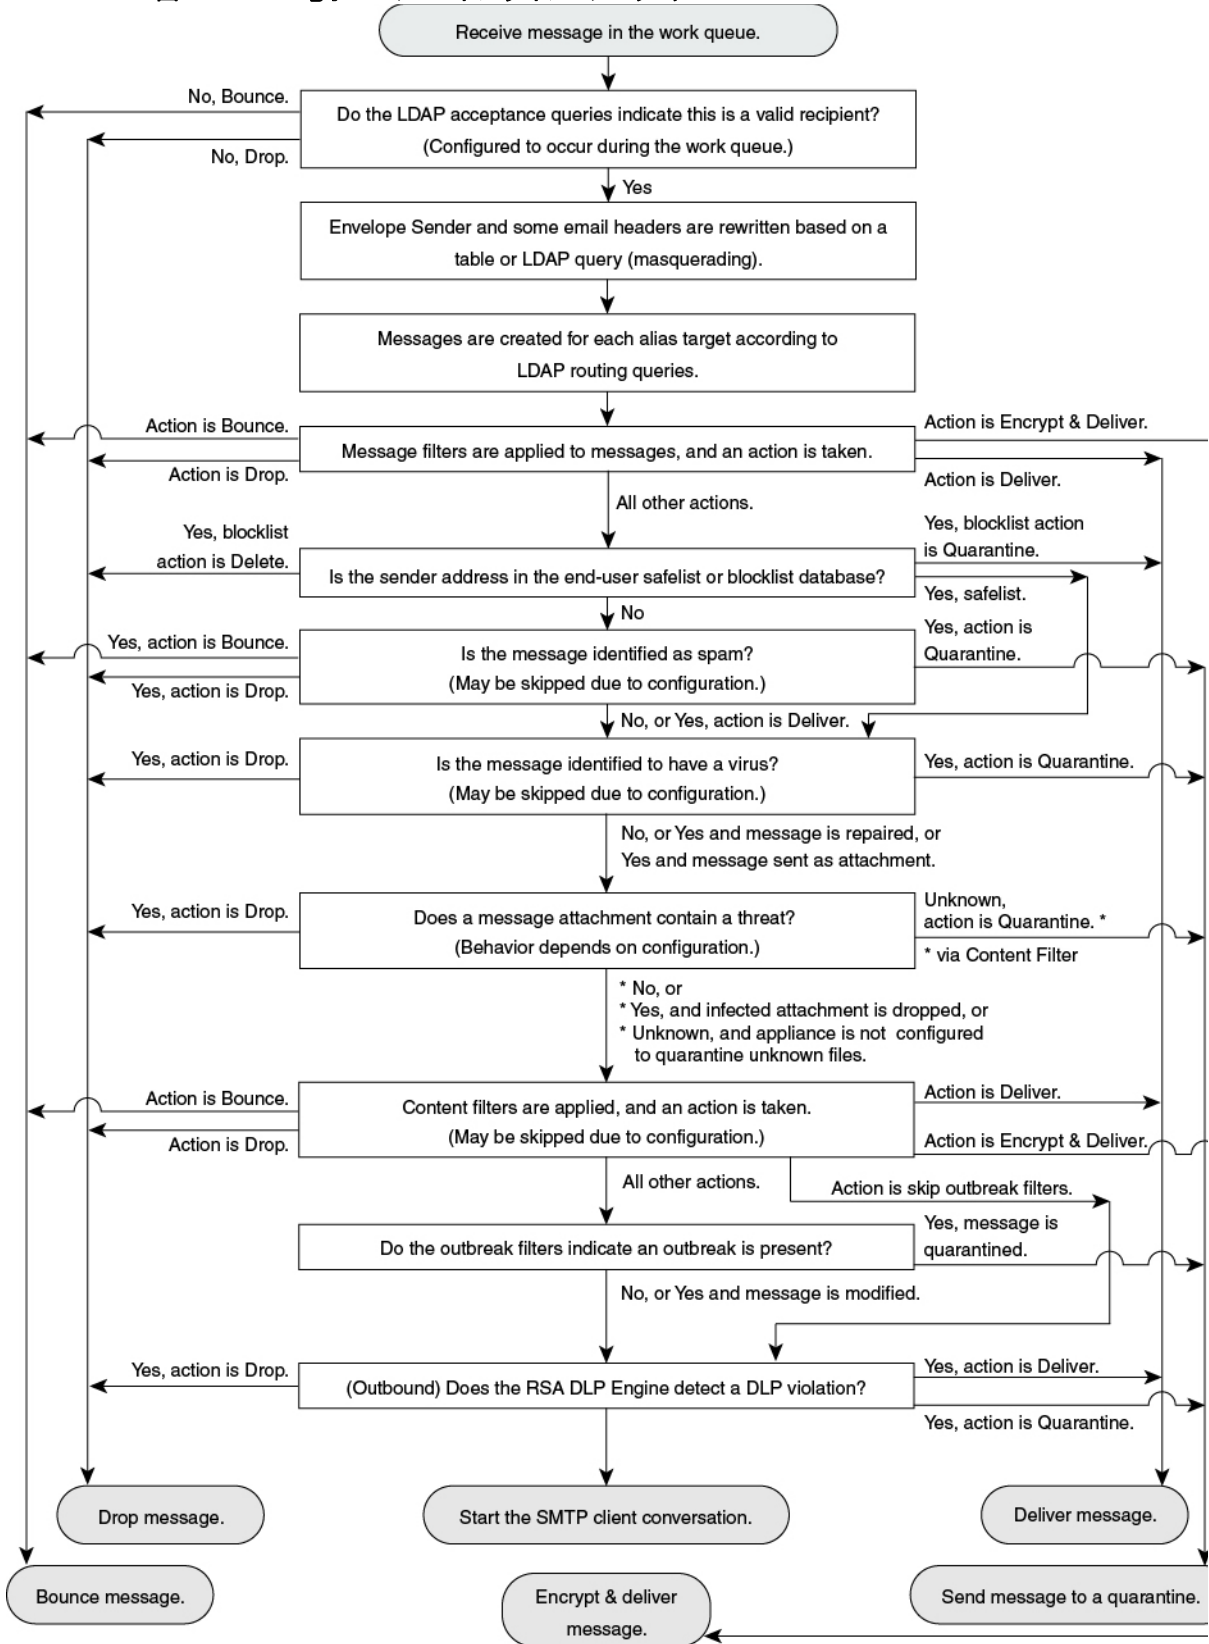 Receive message in the work queue.
No, Bounce.
Do the LDAP acceptance queries indicate this is a valid recipient?
(Configured to occur during the work queue.)
No, Drop.
Yes
Envelope Sender and some email headers are rewritten based on a
table or LDAP query (masquerading).
Messages are created for each alias target according to
LDAP routing queries.
Action is Bounce.
Action is Encrypt & Deliver.
Message filters are applied to messages, and an action is taken.
Action is Drop.
Action is Deliver.
All other actions.
Yes, blocklist
action is Delete.
Yes, blocklist action
is Quarantine.
Is the sender address in the end-user safelist or blocklist database?
Yes, safelist.
No
Yes, action is Bounce.
Yes, action is
Quarantine.
Is the message identified as spam?
(May be skipped due to configuration.)
Yes, action is Drop.
No, or Yes, action is Deliver.
Yes, action is Drop.
Is the message identified to have a virus?
(May be skipped due to configuration.)
Yes, action is Quarantine.
No, or Yes and message is repaired, or
Yes and message sent as attachment.
Yes, action is Drop.
Does a message attachment contain a threat?
(Behavior depends on configuration.)
Unknown,
action is Quarantine. *
* via Content Filter
* No, or
* Yes, and infected attachment is dropped, or
* Unknown, and appliance is not configured
to quarantine unknown files.
Action is Bounce.
Content filters are applied, and an action is taken.
(May be skipped due to configuration.)
Action is Deliver.
Action is Drop.
Action is Encrypt & Deliver.
All other actions.
Action is skip outbreak filters.
Do the outbreak filters indicate an outbreak is present?
Yes, message is
quarantined.
No, or Yes and message is modified.
Yes, action is Drop.
(Outbound) Does the RSA DLP Engine detect a DLP violation?
Yes, action is Deliver.
Yes, action is Quarantine.
Drop message.
Start the SMTP client conversation.
Deliver message.
Bounce message.
Encrypt & deliver
message.
Send message to a quarantine.